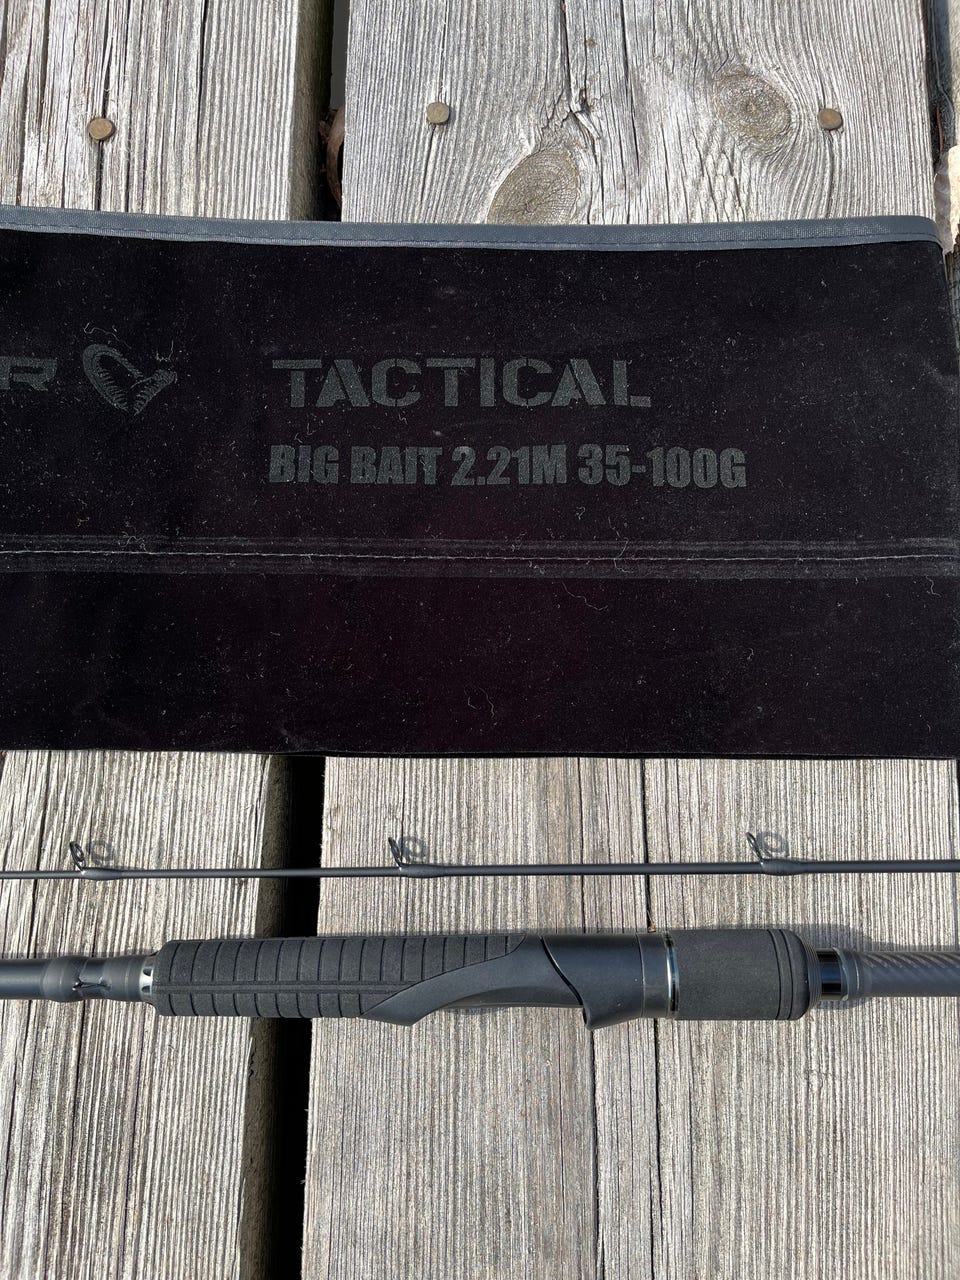 R TACTICAL
BIG BAIT 2.21M 35-100G